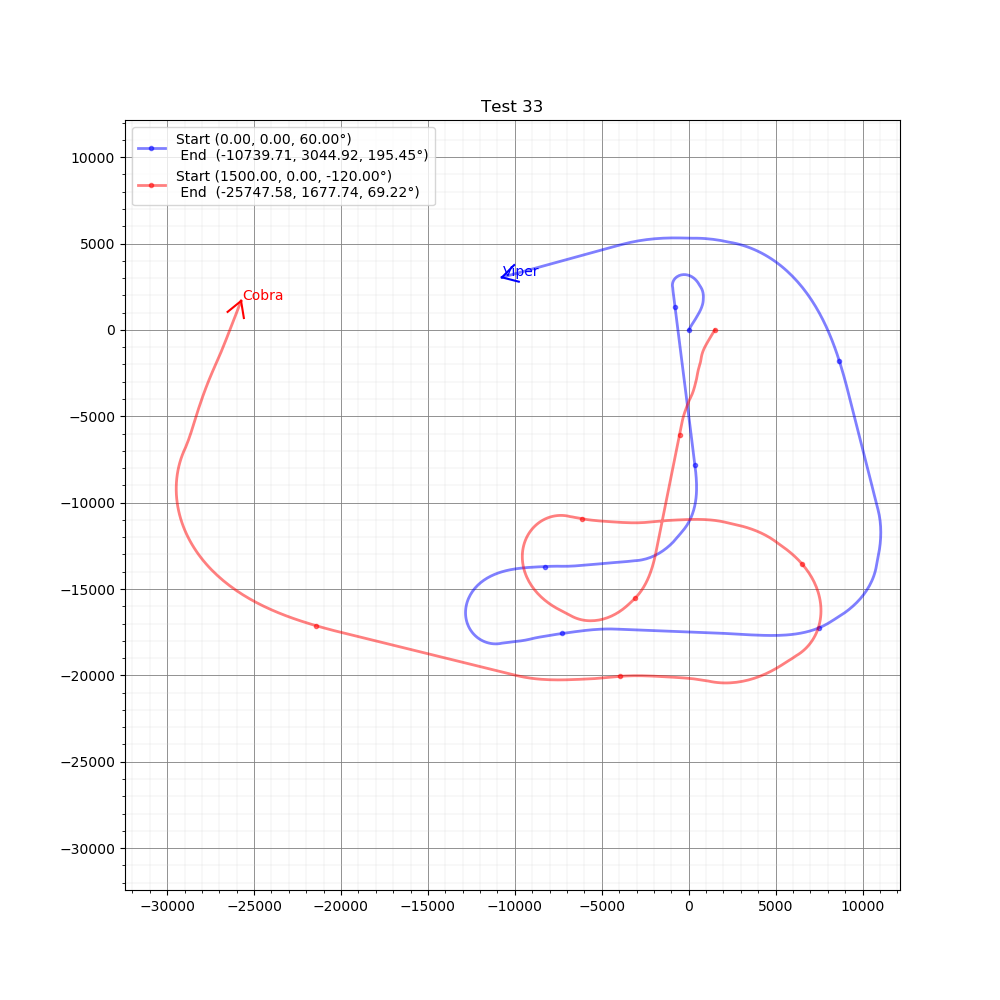 Test 33
Start (0.00, 0.00, 60.00°)
End  (-10739.71, 3044.92, 195.45°)
Start (1500.00, 0.00, -120.00°)
End  (-25747.58, 1677.74, 69.22°)
10000
5000
0
−5000
−10000
−15000
−20000
−25000
−30000
Viper
Cobra
−30000 −25000 −20000 −15000 −10000 −5000 0 5000 10000